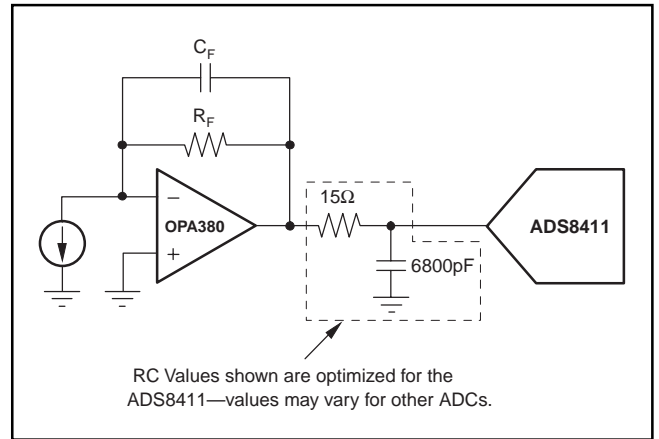 C_F
R_F
15Ω
−
OPA380
+
ADS8411
6800pF
RC Values shown are optimized for the
ADS8411—values may vary for other ADCs.